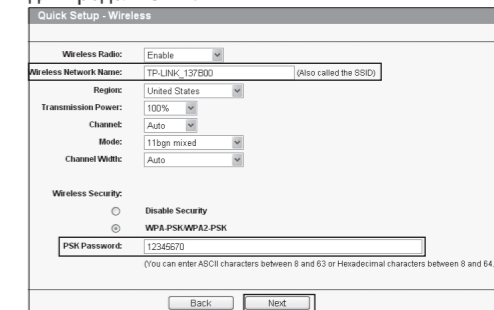 Quick Setup - Wireless
Wireless Radio: Enable
Wireless Network Name: TP-LINK_137B00 (Also called the SSID)
Region: United States
Transmission Power: 100%
Channel: Auto
Mode: 11bgn mixed
Channel Width: Auto
Wireless Security:
Disable Security
WPA-PSK/WPA2-PSK
PSK Password: 12345670
(You can enter ASCII characters between 8 and 63 or Hexadecimal characters between 8 and 64.
Back Next